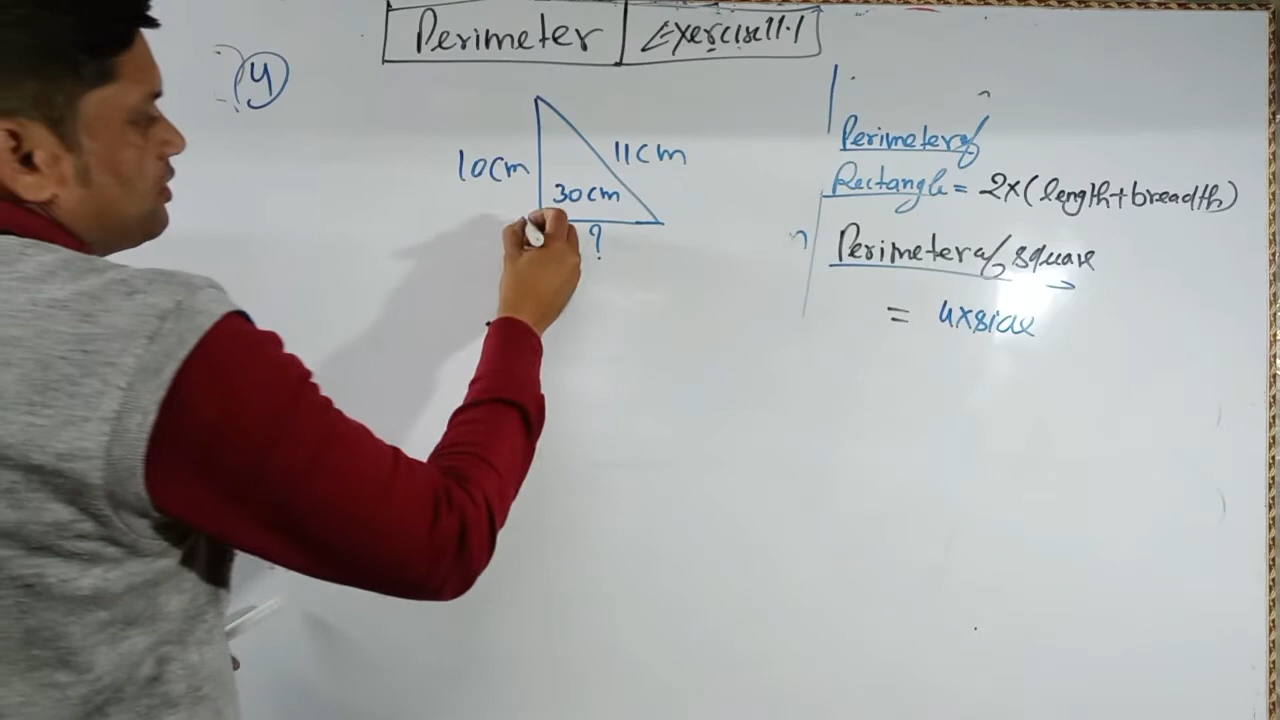 Perimeter Exercise 11.1
4
10cm
11cm
30cm
?
Perimeter of
Rectangle = 2×(length+breadth)
Perimeter of square
= 4×side